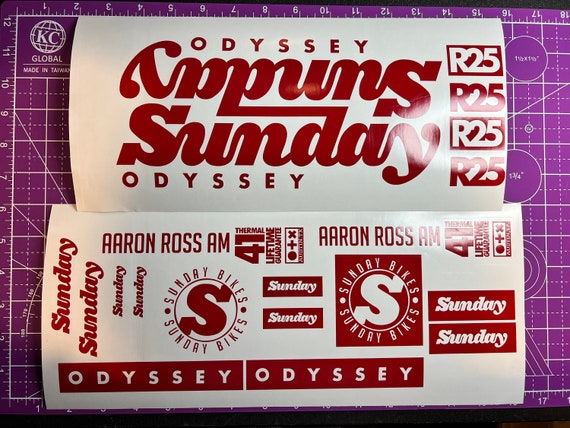 KC
GLOBAL
MADE IN TAIWAN
ODYSSEY
Sunday
Sunday
ODYSSEY
R25
R25
R25
R25
AARON ROSS AM
41 THERMAL
LIFETIME GUARANTEE
AARON ROSS AM
41 THERMAL
LIFETIME GUARANTEE
Sunday
Sunday
Sunday
Sunday
SUNDAY BIKES
S
SUNDAY BIKES
Sunday
Sunday
SUNDAY BIKES
S
SUNDAY BIKES
Sunday
Sunday
ODYSSEY
ODYSSEY